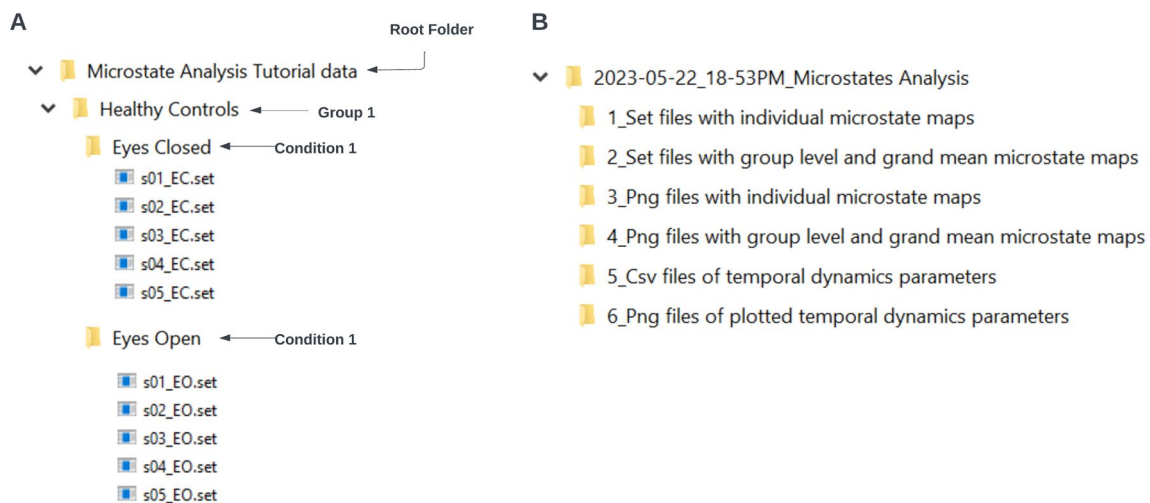 A
Root Folder
Microstate Analysis Tutorial data
Healthy Controls
Group 1
Eyes Closed
Condition 1
s01_EC.set
s02_EC.set
s03_EC.set
s04_EC.set
s05_EC.set
Eyes Open
Condition 1
s01_EO.set
s02_EO.set
s03_EO.set
s04_EO.set
s05_EO.set
B
2023-05-22_18-53PM_Microstates Analysis
1_Set files with individual microstate maps
2_Set files with group level and grand mean microstate maps
3_Png files with individual microstate maps
4_Png files with group level and grand mean microstate maps
5_Csv files of temporal dynamics parameters
6_Png files of plotted temporal dynamics parameters